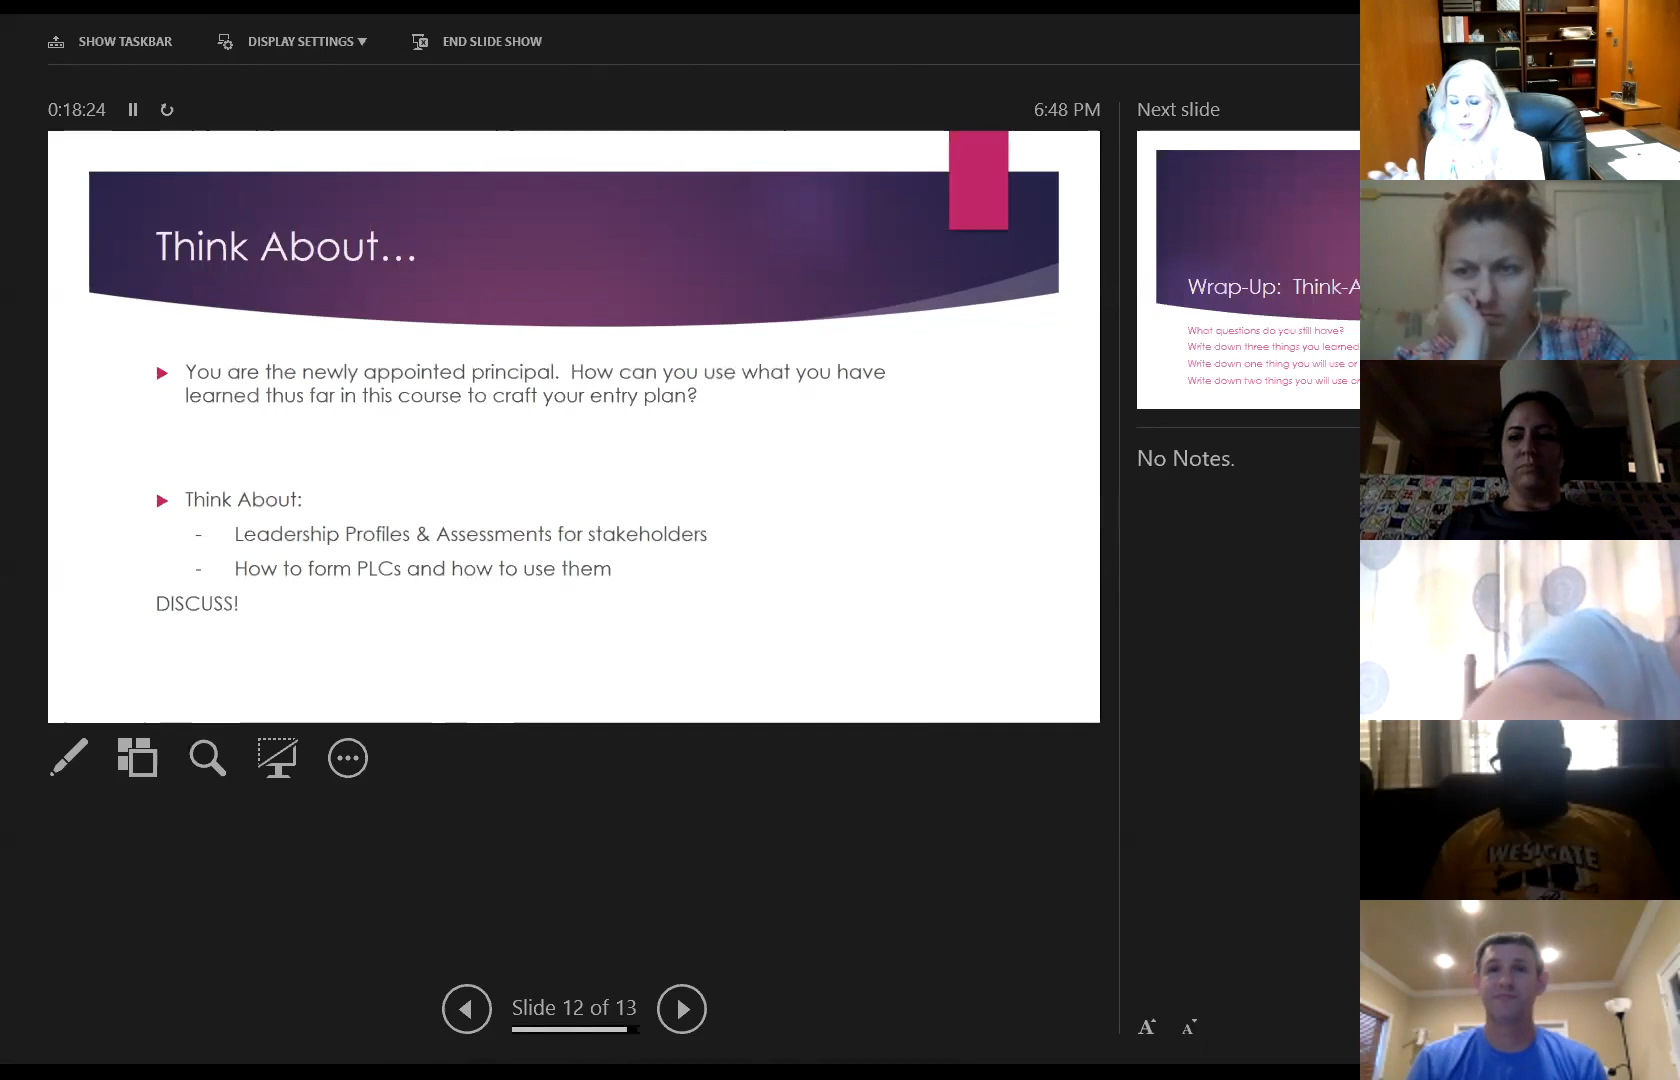 SHOW TASKBAR
DISPLAY SETTINGS
END SLIDE SHOW
0:18:24
6:48 PM
Next slide
Think About...
You are the newly appointed principal. How can you use what you have
learned thus far in this course to craft your entry plan?
Think About:
- Leadership Profiles & Assessments for stakeholders
- How to form PLCs and how to use them
DISCUSS!
Wrap-Up: Think-A
What questions do you still have?
Write down three things you learned
Write down one thing you will use or
Write down two things you will use or
No Notes.
Slide 12 of 13
A A
WESTGATE